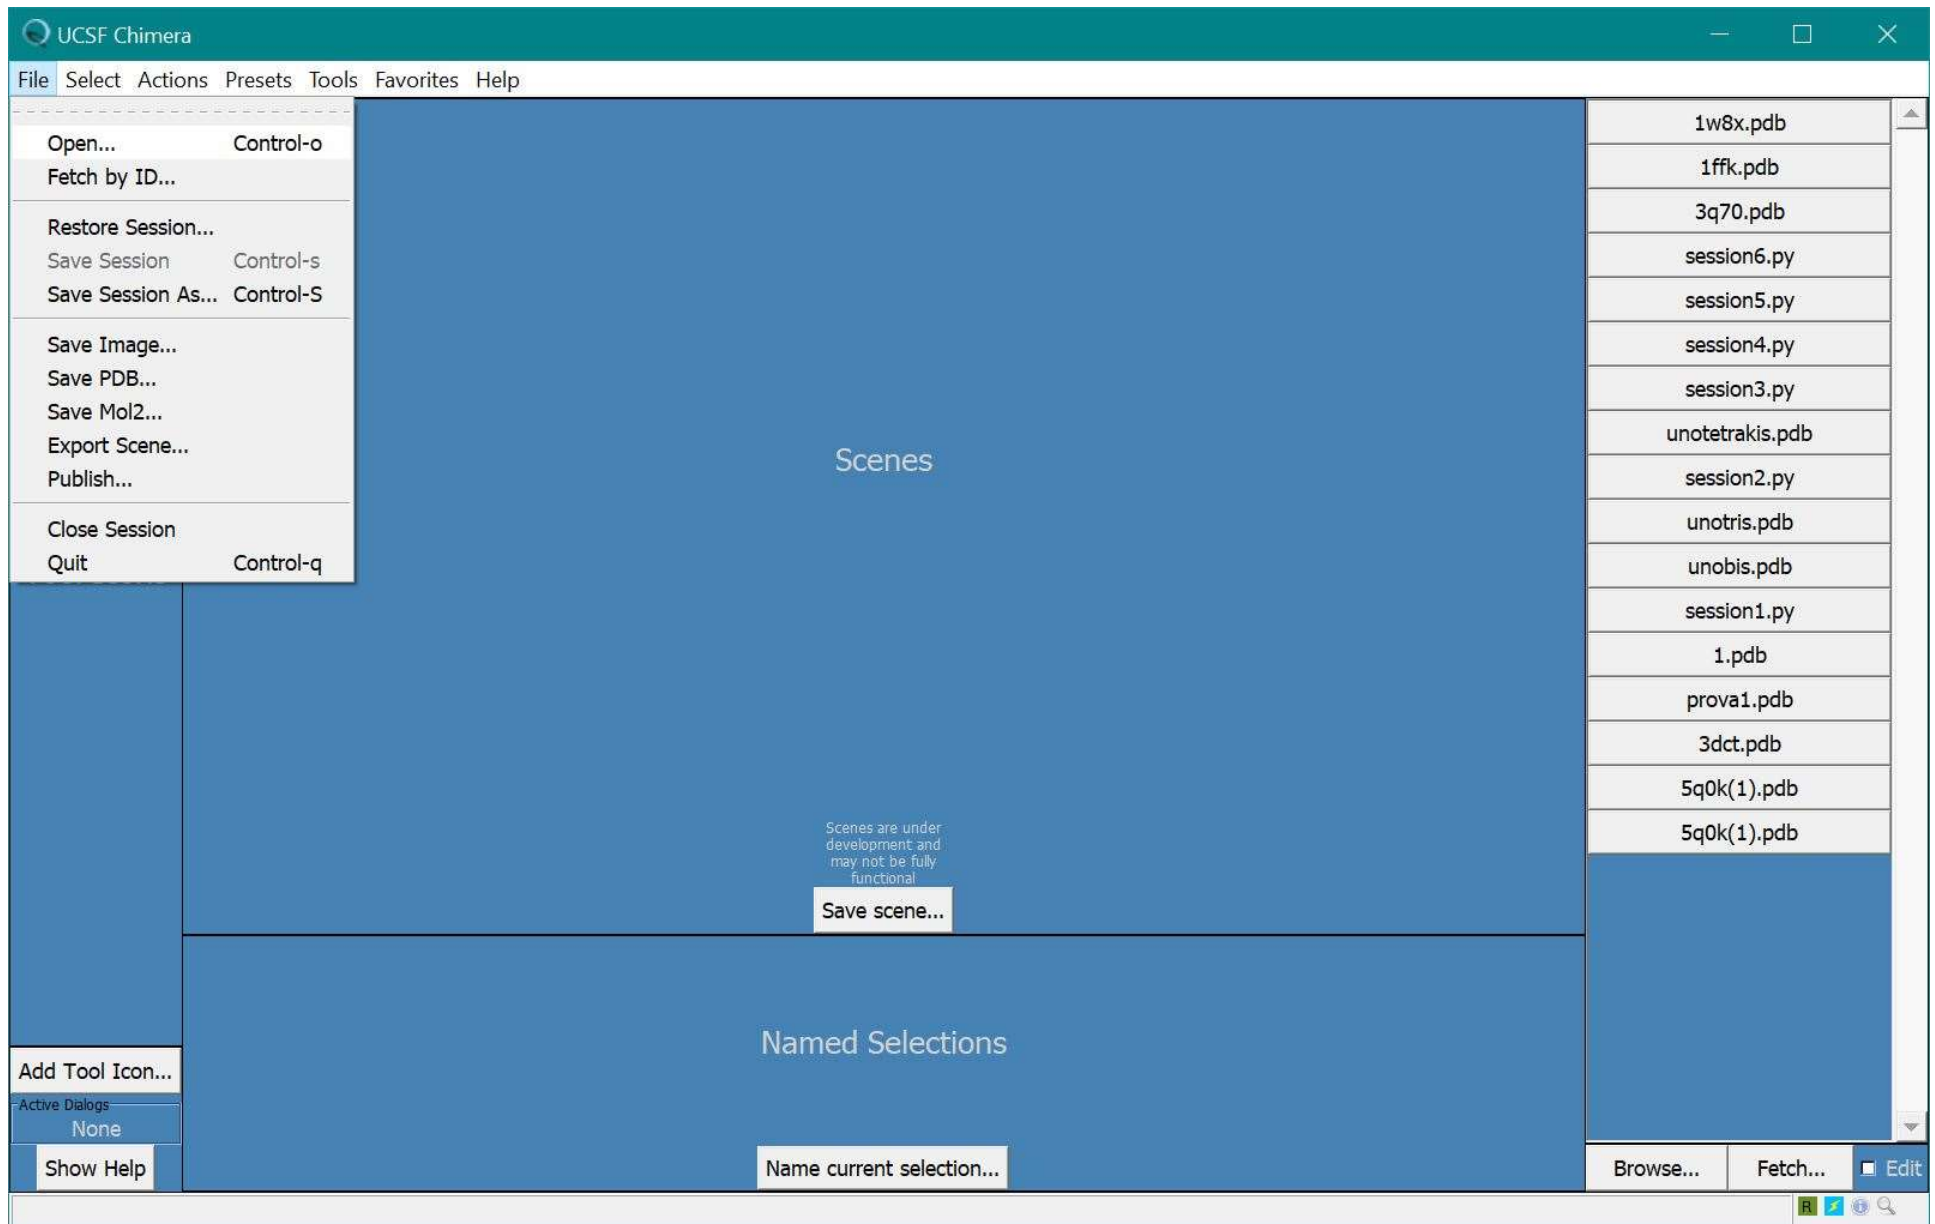 UCSF Chimera
File Select Actions Presets Tools Favorites Help
Open... Control-o
Fetch by ID...
Restore Session...
Save Session Control-s
Save Session As... Control-S
Save Image...
Save PDB...
Save Mol2...
Export Scene...
Publish...
Close Session
Quit Control-q
Scenes
Scenes are under
development and
may not be fully
functional
Save scene...
Named Selections
Name current selection...
Add Tool Icon...
Active Dialogs
None
Show Help
1w8x.pdb
1ffk.pdb
3q70.pdb
session6.py
session5.py
session4.py
session3.py
unotetrakis.pdb
session2.py
unotris.pdb
unobis.pdb
session1.py
1.pdb
prova1.pdb
3dct.pdb
5q0k(1).pdb
5q0k(1).pdb
Browse... Fetch... Edit
R